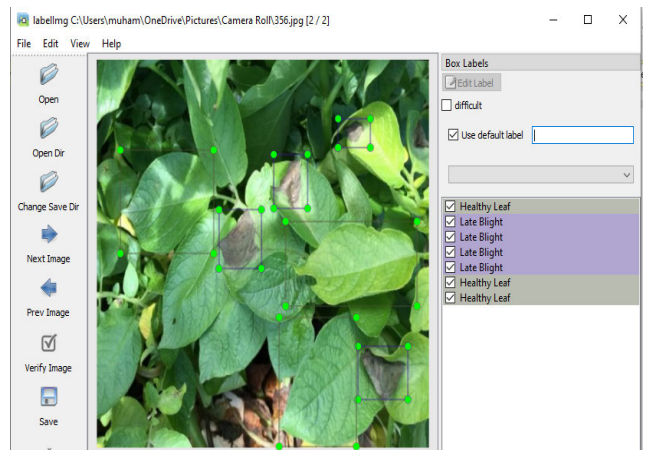 labelImg C:\Users\muham\OneDrive\Pictures\Camera Roll\356.jpg [2 / 2]
File Edit View Help
Open
Open Dir
Change Save Dir
Next Image
Prev Image
Verify Image
Save
Box Labels
Edit Label
difficult
Use default label
Healthy Leaf
Late Blight
Late Blight
Late Blight
Late Blight
Healthy Leaf
Healthy Leaf